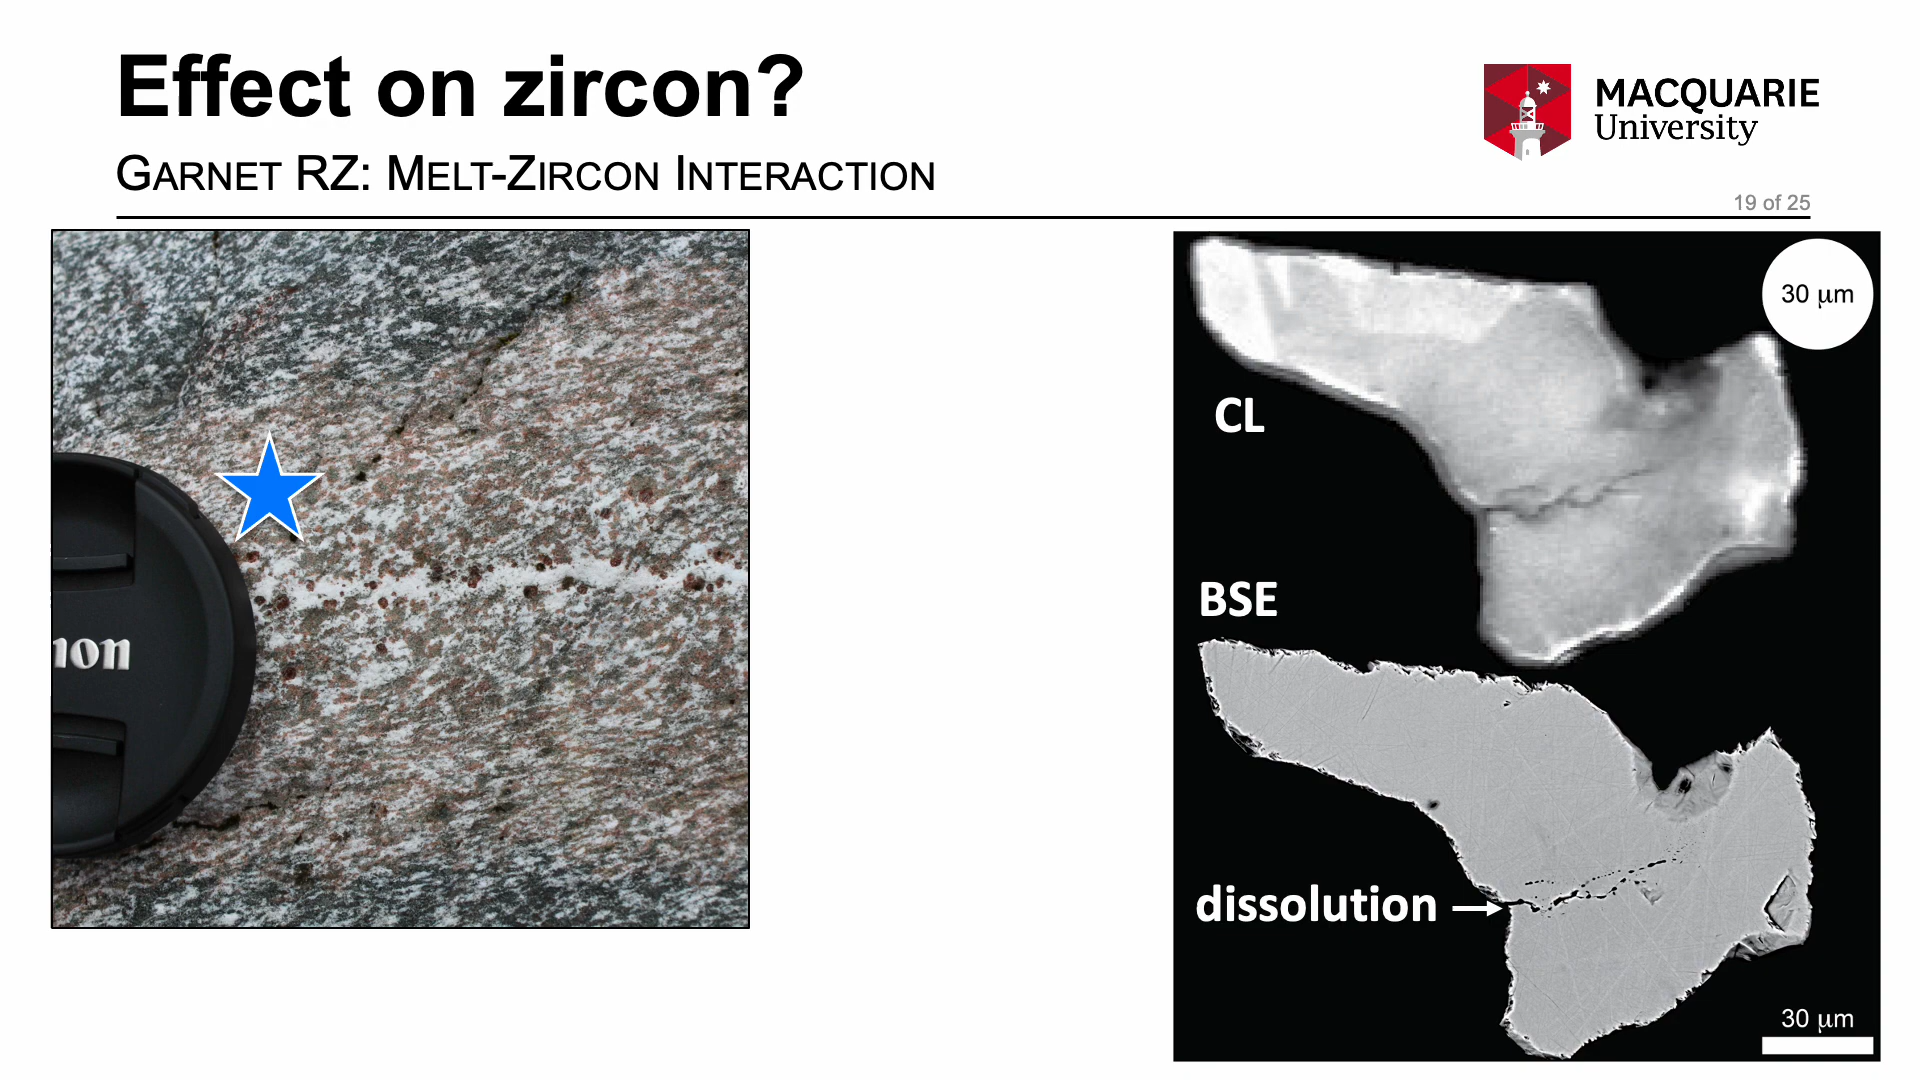 Effect on zircon?
GARNET RZ: MELT-ZIRCON INTERACTION
MACQUARIE
University
19 of 25
non
30 μm
CL
BSE
dissolution
30 μm